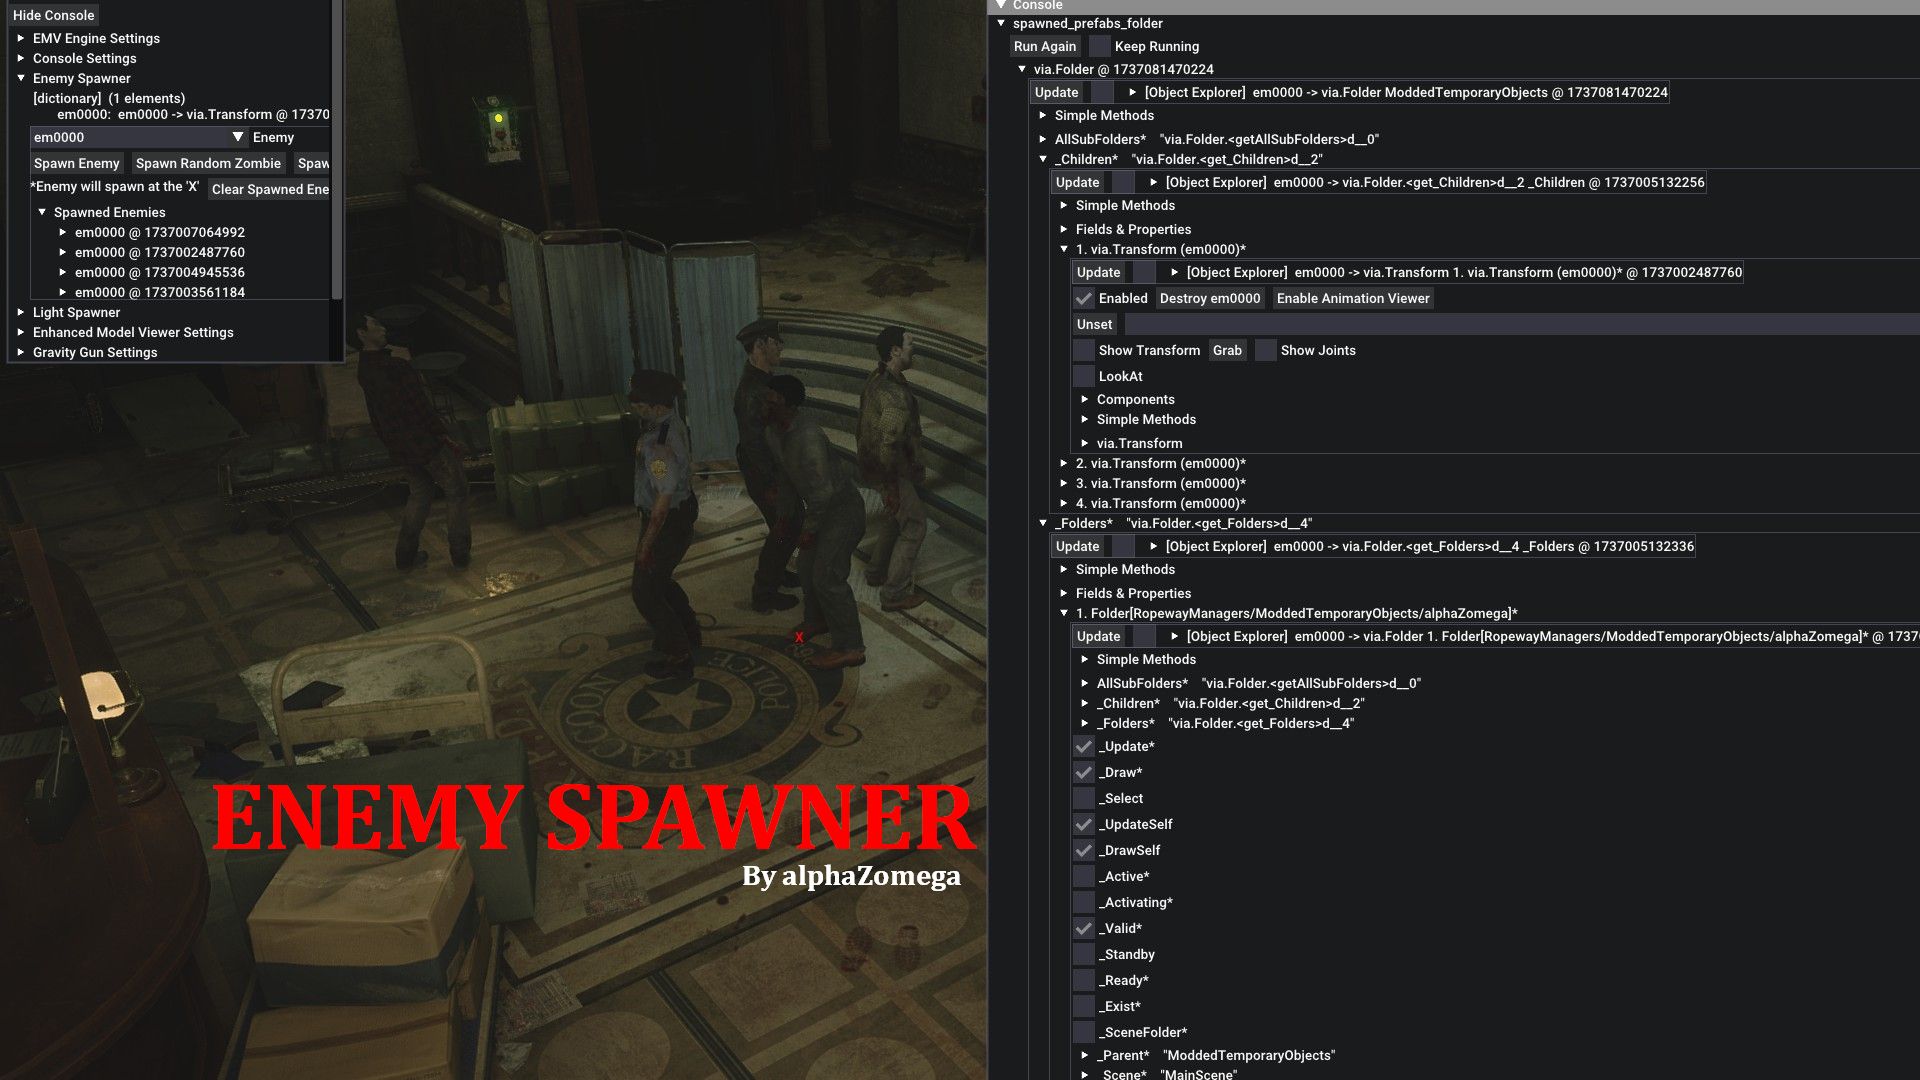 Hide Console
EMV Engine Settings
Console Settings
Enemy Spawner
[dictionary] (1 elements)
em0000: em0000 -> via.Transform @ 17370
em0000 Enemy
Spawn Enemy Spawn Random Zombie Spaw
*Enemy will spawn at the 'X' Clear Spawned Ene
Spawned Enemies
em0000 @ 1737007064992
em0000 @ 1737002487760
em0000 @ 1737004945536
em0000 @ 1737003561184
Light Spawner
Enhanced Model Viewer Settings
Gravity Gun Settings
X
RACCOON
POLICE
ENEMY SPAWNER
By alphaZomega
Console
spawned_prefabs_folder
Run Again Keep Running
via.Folder @ 1737081470224
Update [Object Explorer] em0000 -> via.Folder ModdedTemporaryObjects @ 1737081470224
Simple Methods
AllSubFolders* "via.Folder.<getAllSubFolders>d__0"
_Children* "via.Folder.<get_Children>d__2"
Update [Object Explorer] em0000 -> via.Folder.<get_Children>d__2 _Children @ 1737005132256
Simple Methods
Fields & Properties
1. via.Transform (em0000)*
Update [Object Explorer] em0000 -> via.Transform 1. via.Transform (em0000)* @ 1737002487760
Enabled Destroy em0000 Enable Animation Viewer
Unset
Show Transform Grab Show Joints
LookAt
Components
Simple Methods
via.Transform
2. via.Transform (em0000)*
3. via.Transform (em0000)*
4. via.Transform (em0000)*
_Folders* "via.Folder.<get_Folders>d__4"
Update [Object Explorer] em0000 -> via.Folder.<get_Folders>d__4 _Folders @ 1737005132336
Simple Methods
Fields & Properties
1. Folder[RopewayManagers/ModdedTemporaryObjects/alphaZomega]*
Update [Object Explorer] em0000 -> via.Folder 1. Folder[RopewayManagers/ModdedTemporaryObjects/alphaZomega]* @ 1737
Simple Methods
AllSubFolders* "via.Folder.<getAllSubFolders>d__0"
_Children* "via.Folder.<get_Children>d__2"
_Folders* "via.Folder.<get_Folders>d__4"
_Update*
_Draw*
_Select
_UpdateSelf
_DrawSelf
_Active*
_Activating*
_Valid*
_Standby
_Ready*
_Exist*
_SceneFolder*
_Parent* "ModdedTemporaryObjects"
_Scene* "MainScene"